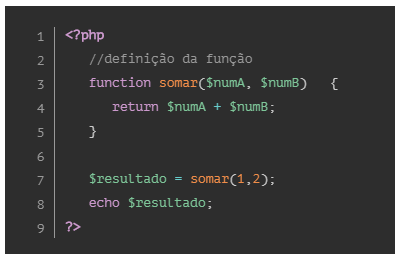 1 <?php
2 //definição da função
3 function somar($numA, $numB) {
4 return $numA + $numB;
5 }
6
7 $resultado = somar(1,2);
8 echo $resultado;
9 ?>